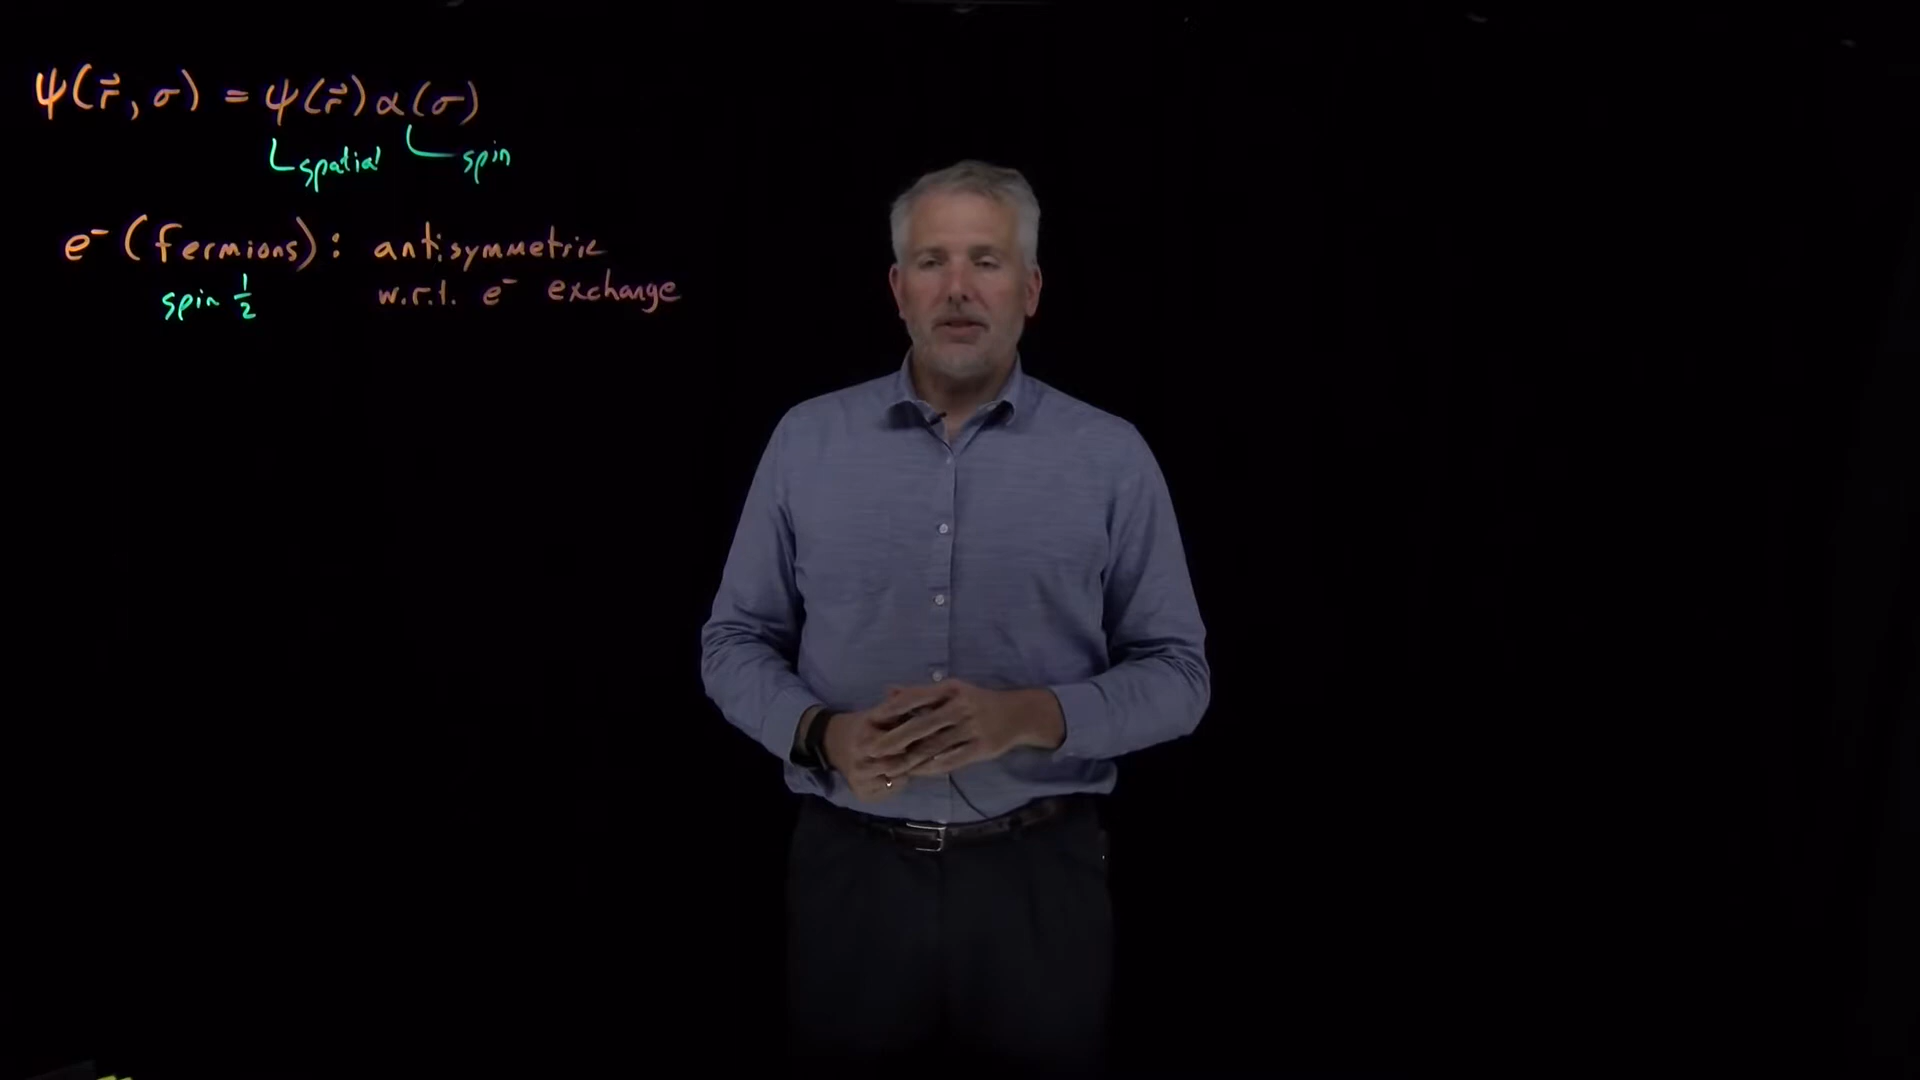 ψ(r⃗, σ) = ψ(r⃗) α(σ)
spatial spin
e⁻ (fermions): antisymmetric
spin 1/2 w.r.t. e⁻ exchange